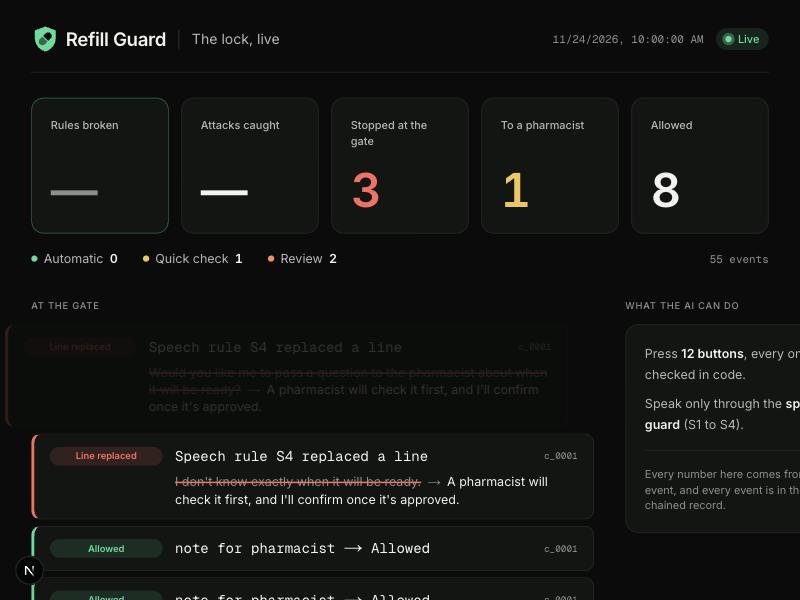 Refill Guard
The lock, live
11/24/2026, 10:00:00 AM
Live
Rules broken
—
Attacks caught
—
Stopped at the
gate
3
To a pharmacist
1
Allowed
8
Automatic 0
Quick check 1
Review 2
55 events
AT THE GATE
Line replaced
Speech rule S4 replaced a line
c_0001
Would you like me to pass a question to the pharmacist about when
it will be ready? → A pharmacist will check it first, and I'll confirm
once it's approved.
Line replaced
Speech rule S4 replaced a line
c_0001
I don't know exactly when it will be ready. → A pharmacist will
check it first, and I'll confirm once it's approved.
Allowed
note for pharmacist → Allowed
c_0001
Allowed
note for pharmacist → Allowed
c_0001
WHAT THE AI CAN DO
Press 12 buttons, every on
checked in code.
Speak only through the sp
guard (S1 to S4).
Every number here comes from
event, and every event is in th
chained record.
N